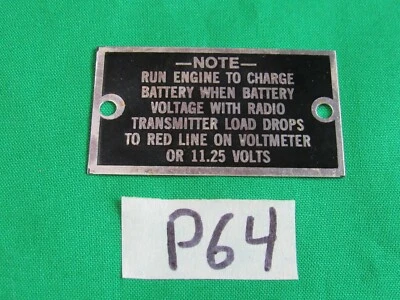 —NOTE—
RUN ENGINE TO CHARGE
BATTERY WHEN BATTERY
VOLTAGE WITH RADIO
TRANSMITTER LOAD DROPS
TO RED LINE ON VOLTMETER
OR 11.25 VOLTS
P64